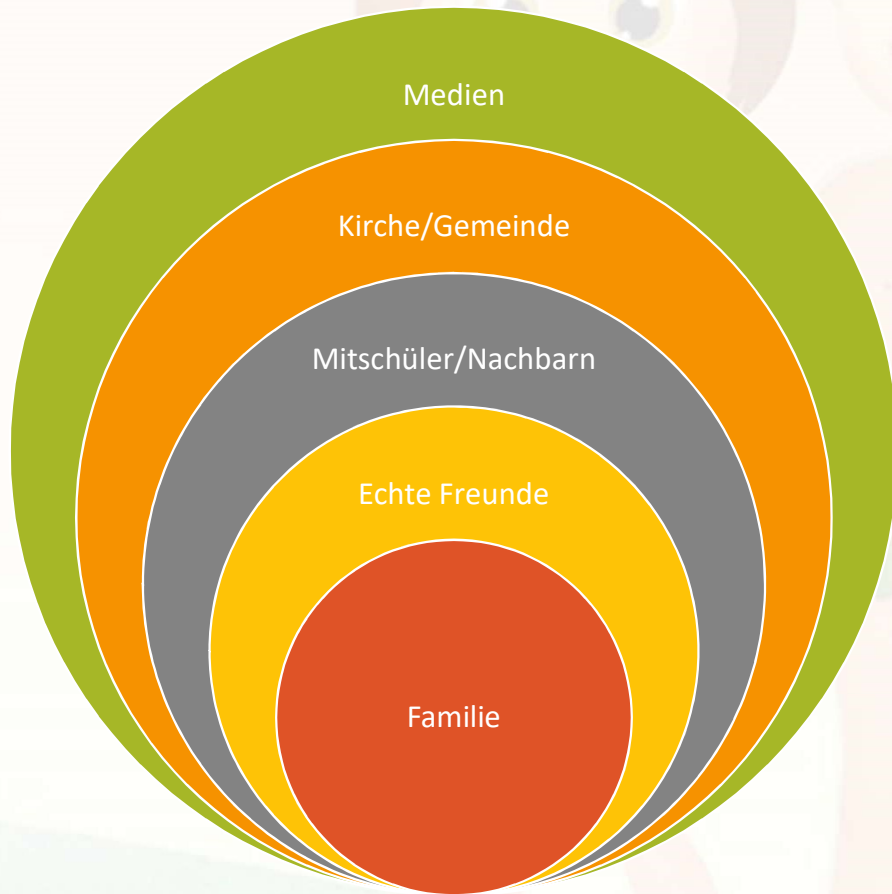 Medien
Kirche/Gemeinde
Mitschüler/Nachbarn
Echte Freunde
Familie